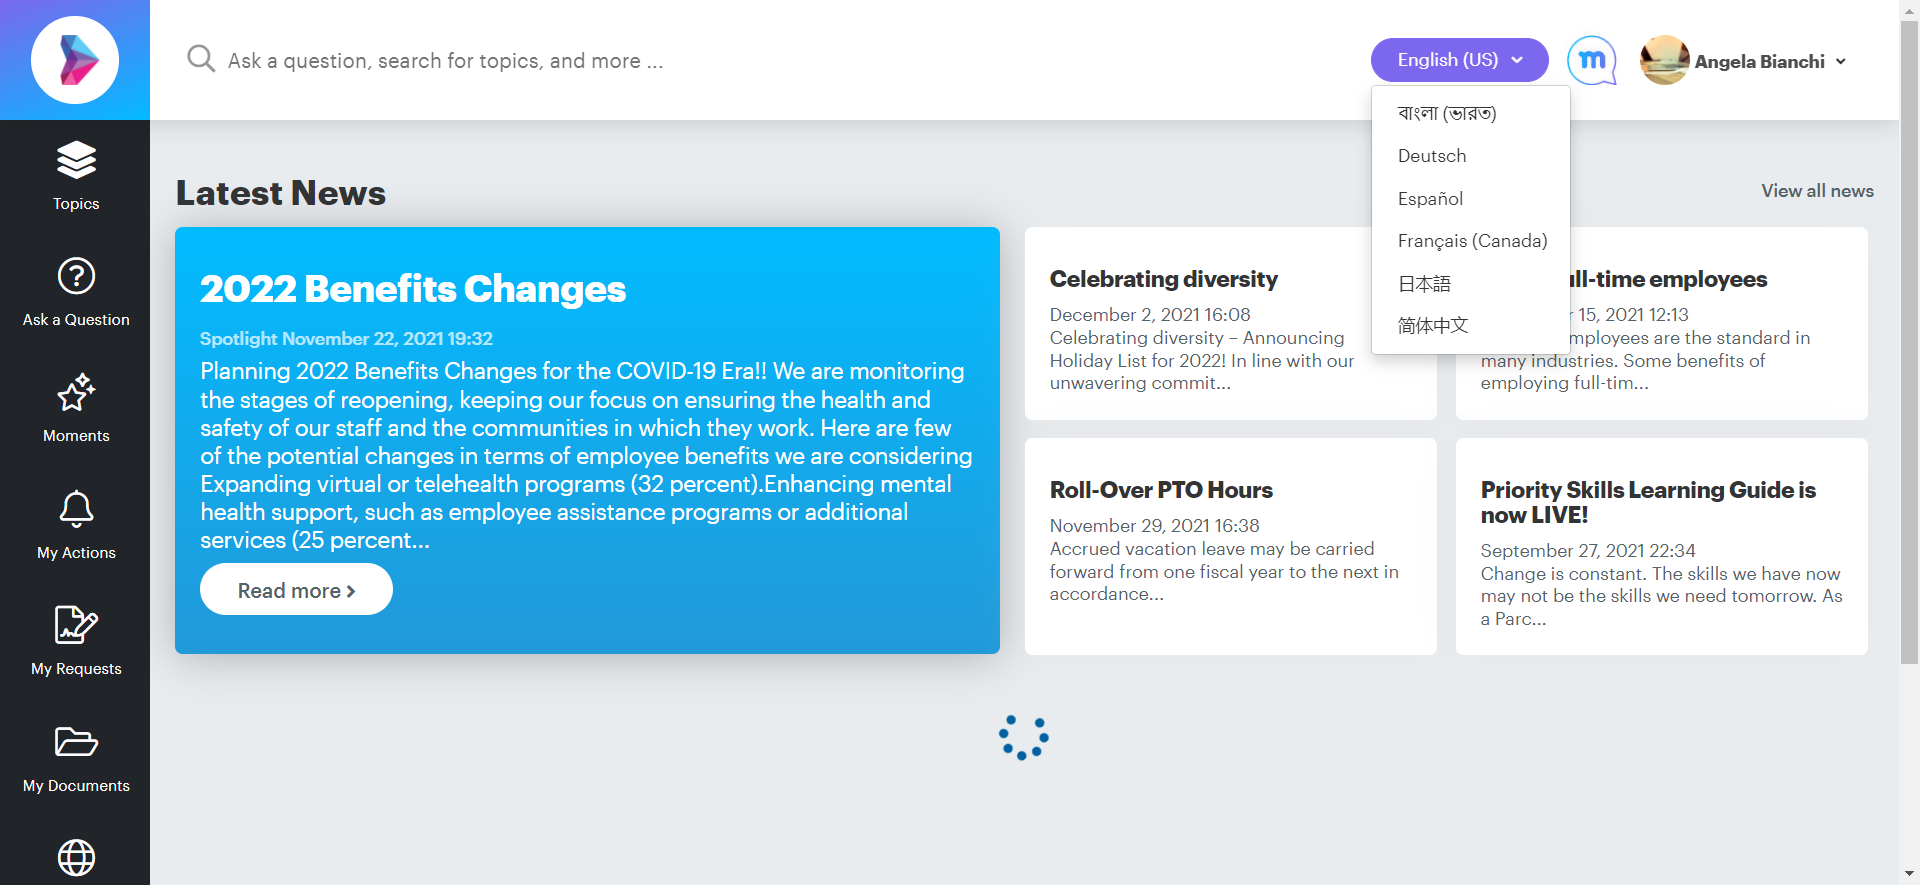 Ask a question, search for topics, and more ...
English (US)
m
Angela Bianchi
বাংলা (ভারত)
Deutsch
Español
Français (Canada)
日本語
简体中文
Topics
Ask a Question
Moments
My Actions
My Requests
My Documents
Latest News
View all news
2022 Benefits Changes
Spotlight November 22, 2021 19:32
Planning 2022 Benefits Changes for the COVID-19 Era!! We are monitoring
the stages of reopening, keeping our focus on ensuring the health and
safety of our staff and the communities in which they work. Here are few
of the potential changes in terms of employee benefits we are considering
Expanding virtual or telehealth programs (32 percent).Enhancing mental
health support, such as employee assistance programs or additional
services (25 percent...
Read more
Celebrating diversity
December 2, 2021 16:08
Celebrating diversity – Announcing
Holiday List for 2022! In line with our
unwavering commit...
ll-time employees
15, 2021 12:13
mployees are the standard in
many industries. Some benefits of
employing full-tim...
Roll-Over PTO Hours
November 29, 2021 16:38
Accrued vacation leave may be carried
forward from one fiscal year to the next in
accordance...
Priority Skills Learning Guide is
now LIVE!
September 27, 2021 22:34
Change is constant. The skills we have now
may not be the skills we need tomorrow. As
a Parc...